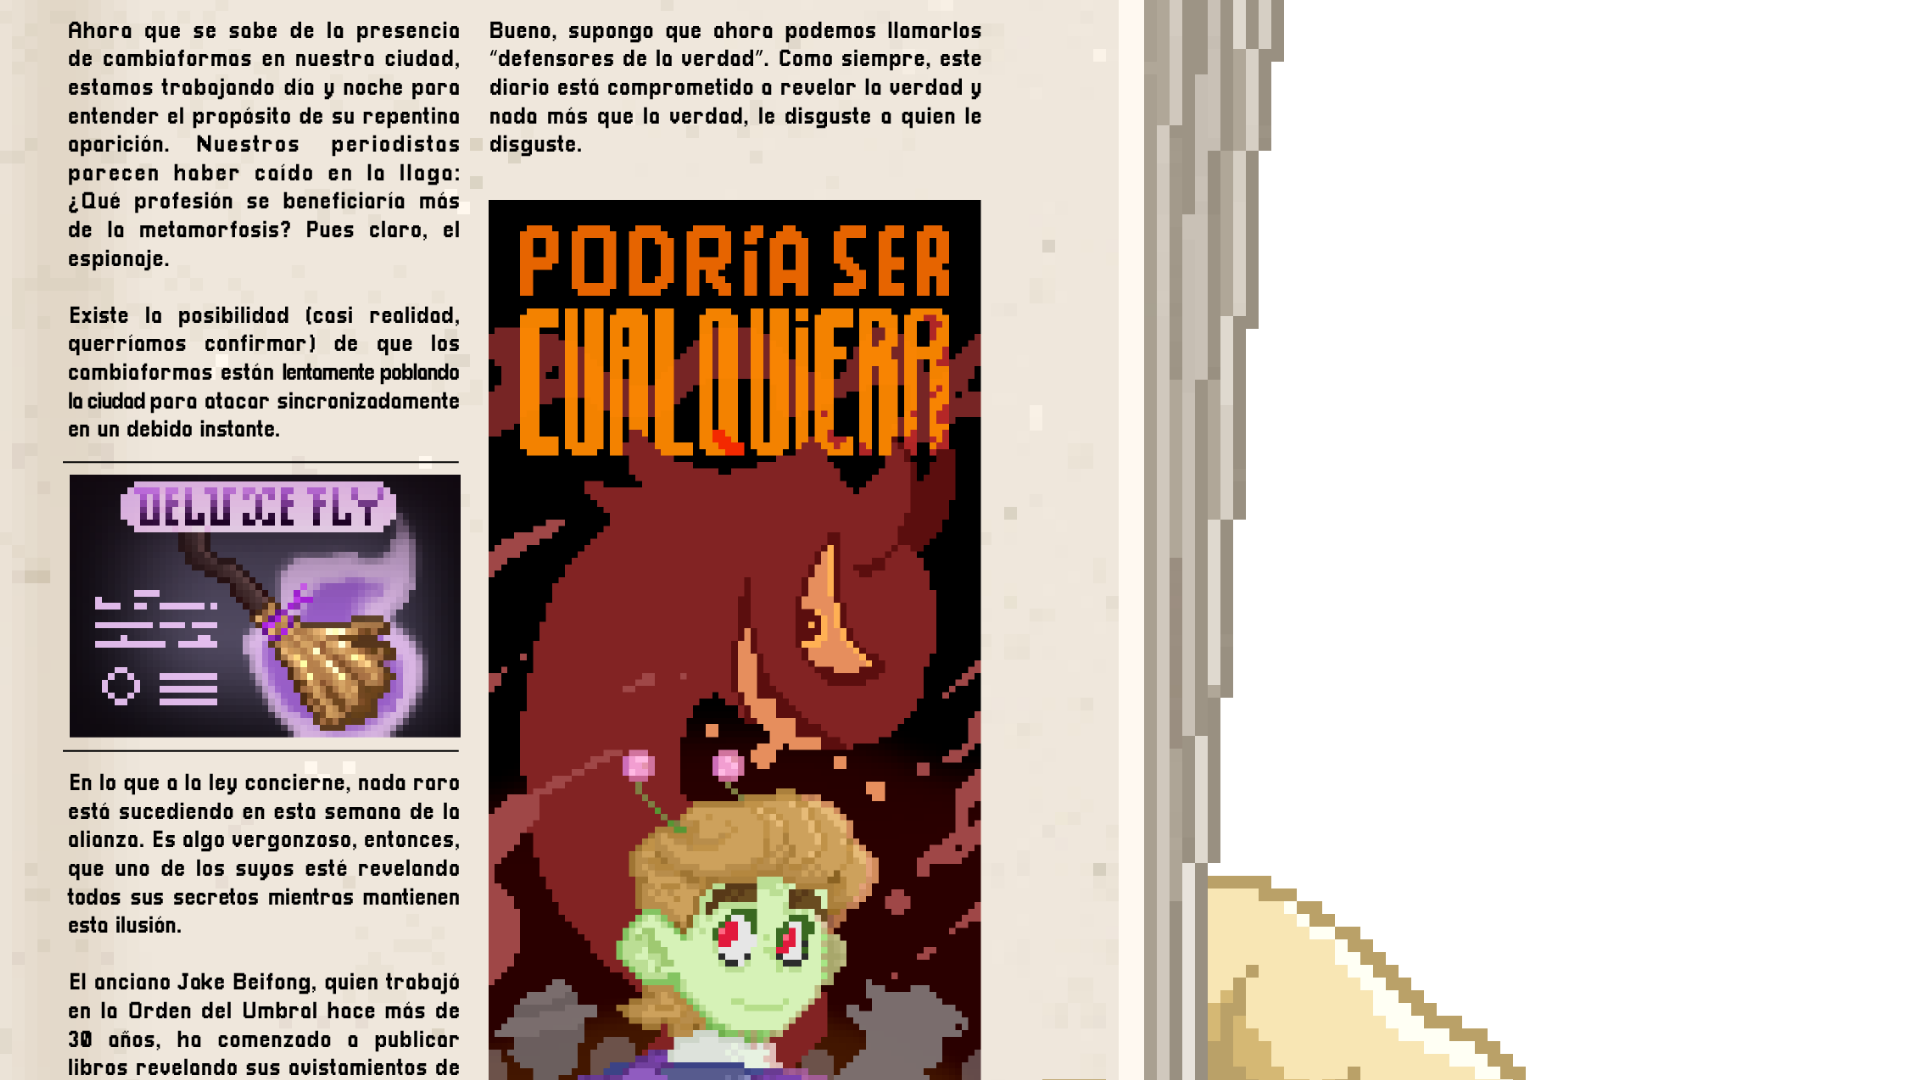 Ahora que se sabe de la presencia
de cambiaformas en nuestra ciudad,
estamos trabajando día y noche para
entender el propósito de su repentina
aparición. Nuestros periodistas
parecen haber caído en la llaga:
¿Qué profesión se beneficiaría más
de la metamorfosis? Pues claro, el
espionaje.
Existe la posibilidad (casi realidad,
querríamos confirmar) de que los
cambiaformas están lentamente poblando
la ciudad para atacar sincronizadamente
en un debido instante.
DELUXE FLY
En lo que a la ley concierne, nada raro
está sucediendo en esta semana de la
alianza. Es algo vergonzoso, entonces,
que uno de los suyos esté revelando
todos sus secretos mientras mantienen
esta ilusión.
El anciano Jake Beifong, quien trabajó
en la Orden del Umbral hace más de
30 años, ha comenzado a publicar
libros revelando sus avistamientos de
Bueno, supongo que ahora podemos llamarlos
“defensores de la verdad”. Como siempre, este
diario está comprometido a revelar la verdad y
nada más que la verdad, le disguste a quien le
disguste.
PODRÍA SER
CUALQUIERA